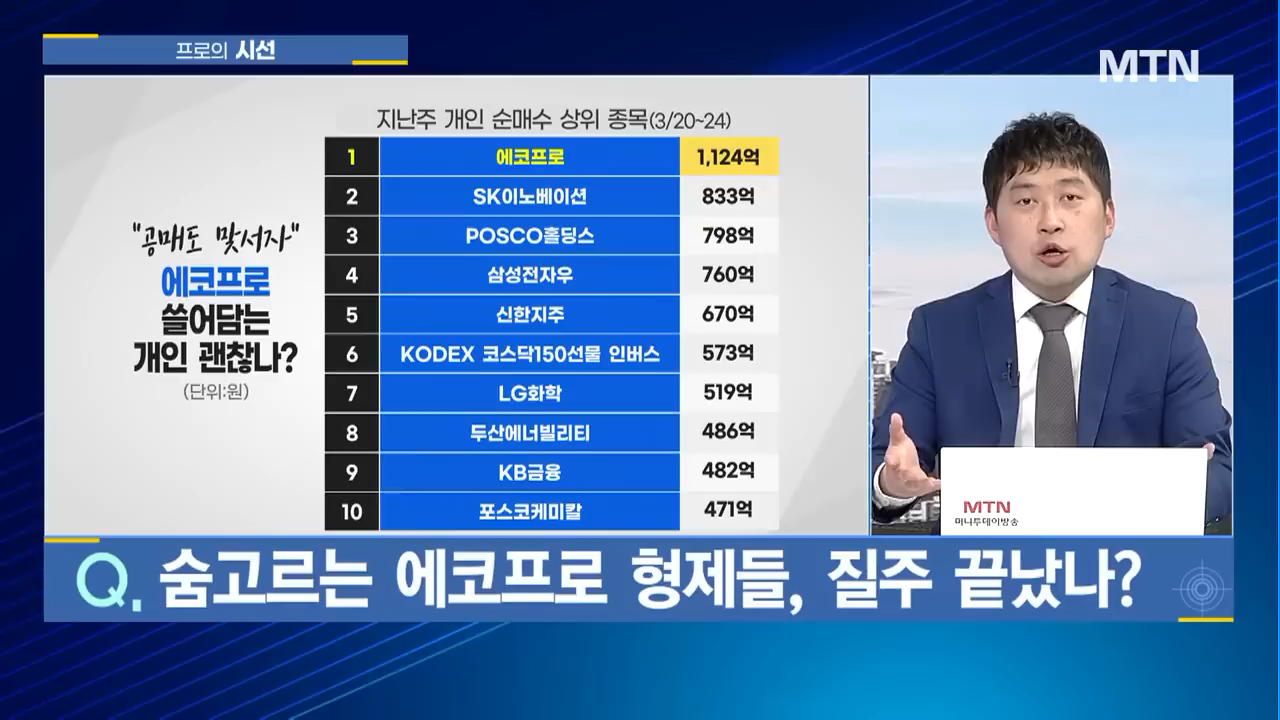 프로의 시선
MTN
지난주 개인 순매수 상위 종목(3/20~24)
"공매도 맞서자"
에코프로
쓸어담는
개인 괜찮나?
(단위:원)
1 에코프로 1,124억
2 SK이노베이션 833억
3 POSCO홀딩스 798억
4 삼성전자우 760억
5 신한지주 670억
6 KODEX 코스닥150선물 인버스 573억
7 LG화학 519억
8 두산에너빌리티 486억
9 KB금융 482억
10 포스코케미칼 471억
MTN
머니투데이방송
Q. 숨고르는 에코프로 형제들, 질주 끝났나?